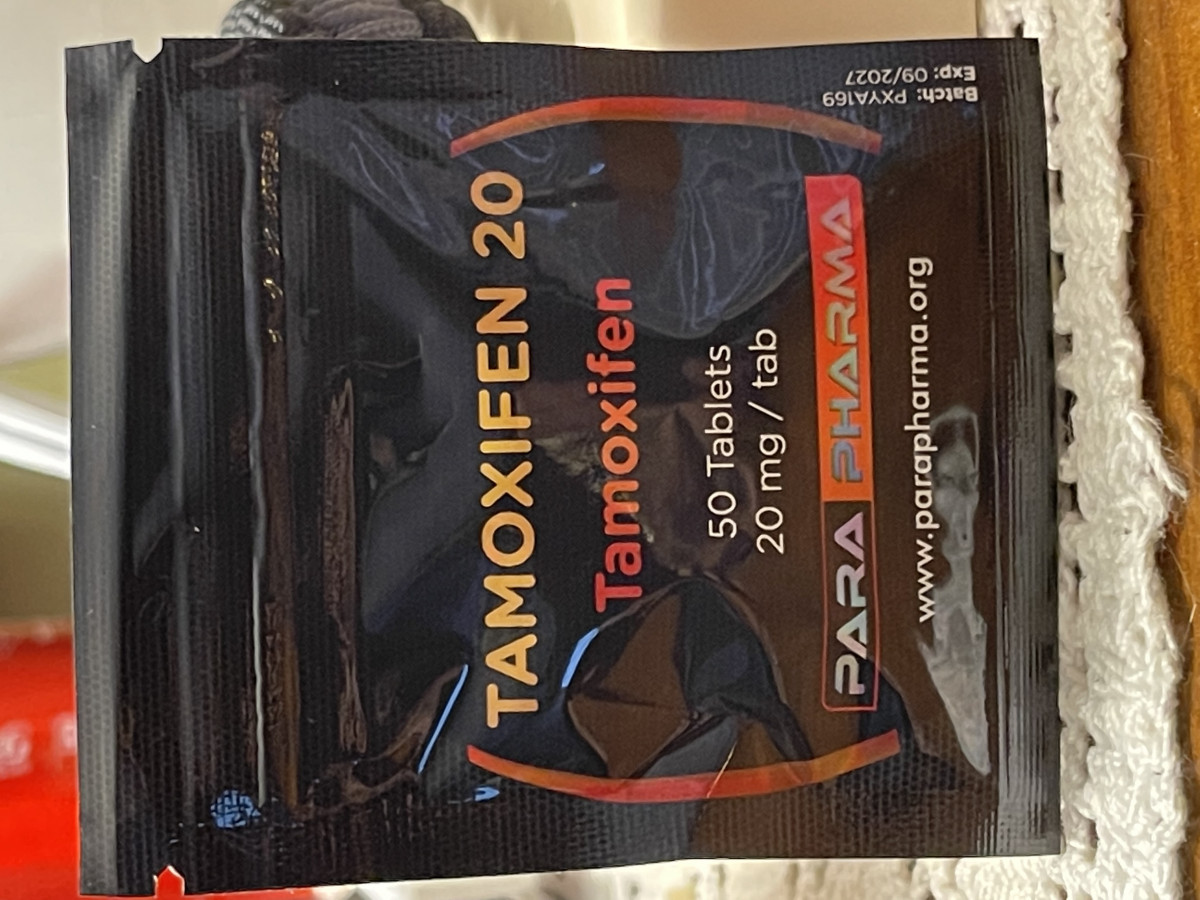 TAMOXIFEN 20
Tamoxifen
50 Tablets
20 mg / tab
PARA PHARMA
www.parapharma.org
Batch: PXYA169
Exp: 09/2027